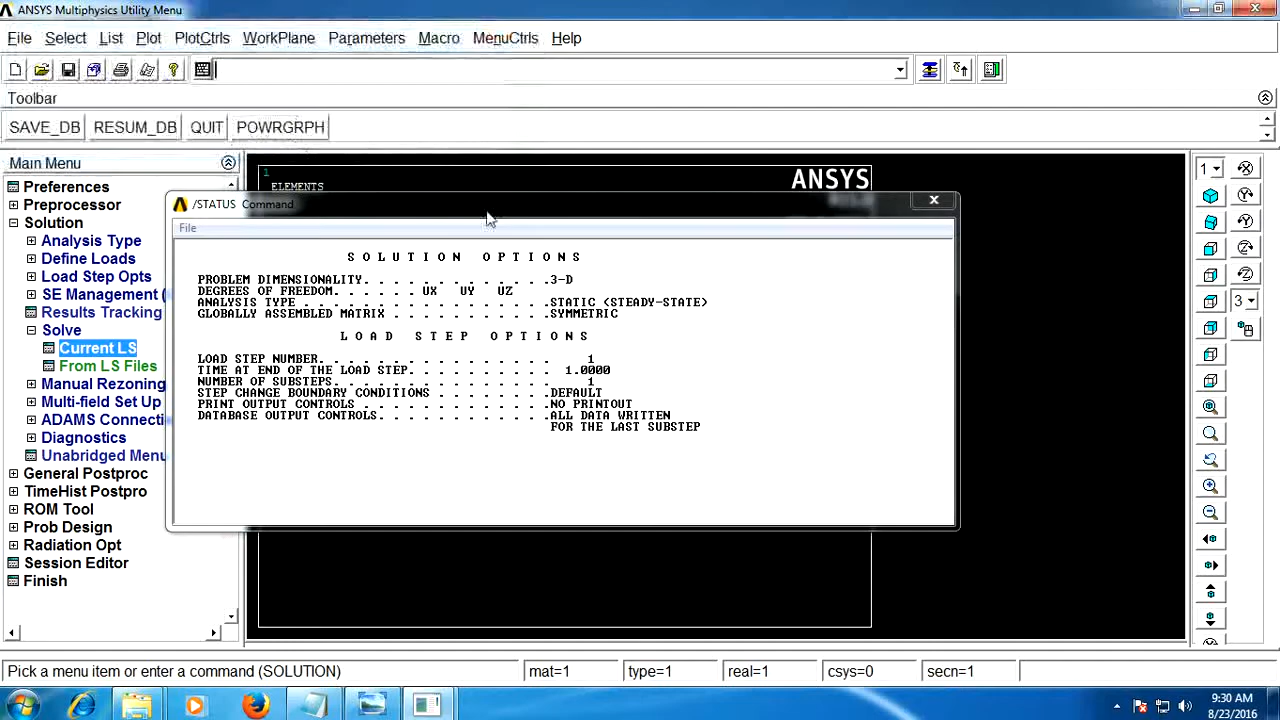 ANSYS Multiphysics Utility Menu
File Select List Plot PlotCtrls WorkPlane Parameters Macro MenuCtrls Help
Toolbar
SAVE_DB RESUM_DB QUIT POWRGRPH
Main Menu
Preferences
Preprocessor
Solution
Analysis Type
Define Loads
Load Step Opts
SE Management (
Results Tracking
Solve
Current LS
From LS Files
Manual Rezoning
Multi-field Set Up
ADAMS Connecti
Diagnostics
Unabridged Menu
General Postproc
TimeHist Postpro
ROM Tool
Prob Design
Radiation Opt
Session Editor
Finish
1
ELEMENTS
ANSYS
/STATUS Command
File
S O L U T I O N   O P T I O N S
PROBLEM DIMENSIONALITY. . . . . . . . . . . . .3-D
DEGREES OF FREEDOM. . . . . . UX UY UZ
ANALYSIS TYPE . . . . . . . . . . . . . . . . .STATIC (STEADY-STATE)
GLOBALLY ASSEMBLED MATRIX . . . . . . . . . . .SYMMETRIC
L O A D   S T E P   O P T I O N S
LOAD STEP NUMBER. . . . . . . . . . . . . . . . 1
TIME AT END OF THE LOAD STEP. . . . . . . . . . 1.0000
NUMBER OF SUBSTEPS. . . . . . . . . . . . . . . 1
STEP CHANGE BOUNDARY CONDITIONS . . . . . . . .DEFAULT
PRINT OUTPUT CONTROLS . . . . . . . . . . . . .NO PRINTOUT
DATABASE OUTPUT CONTROLS. . . . . . . . . . . .ALL DATA WRITTEN
FOR THE LAST SUBSTEP
1
3
Pick a menu item or enter a command (SOLUTION) mat=1 type=1 real=1 csys=0 secn=1
9:30 AM
8/23/2016